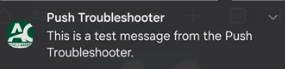 Push Troubleshooter
This is a test message from the Push
Troubleshooter.